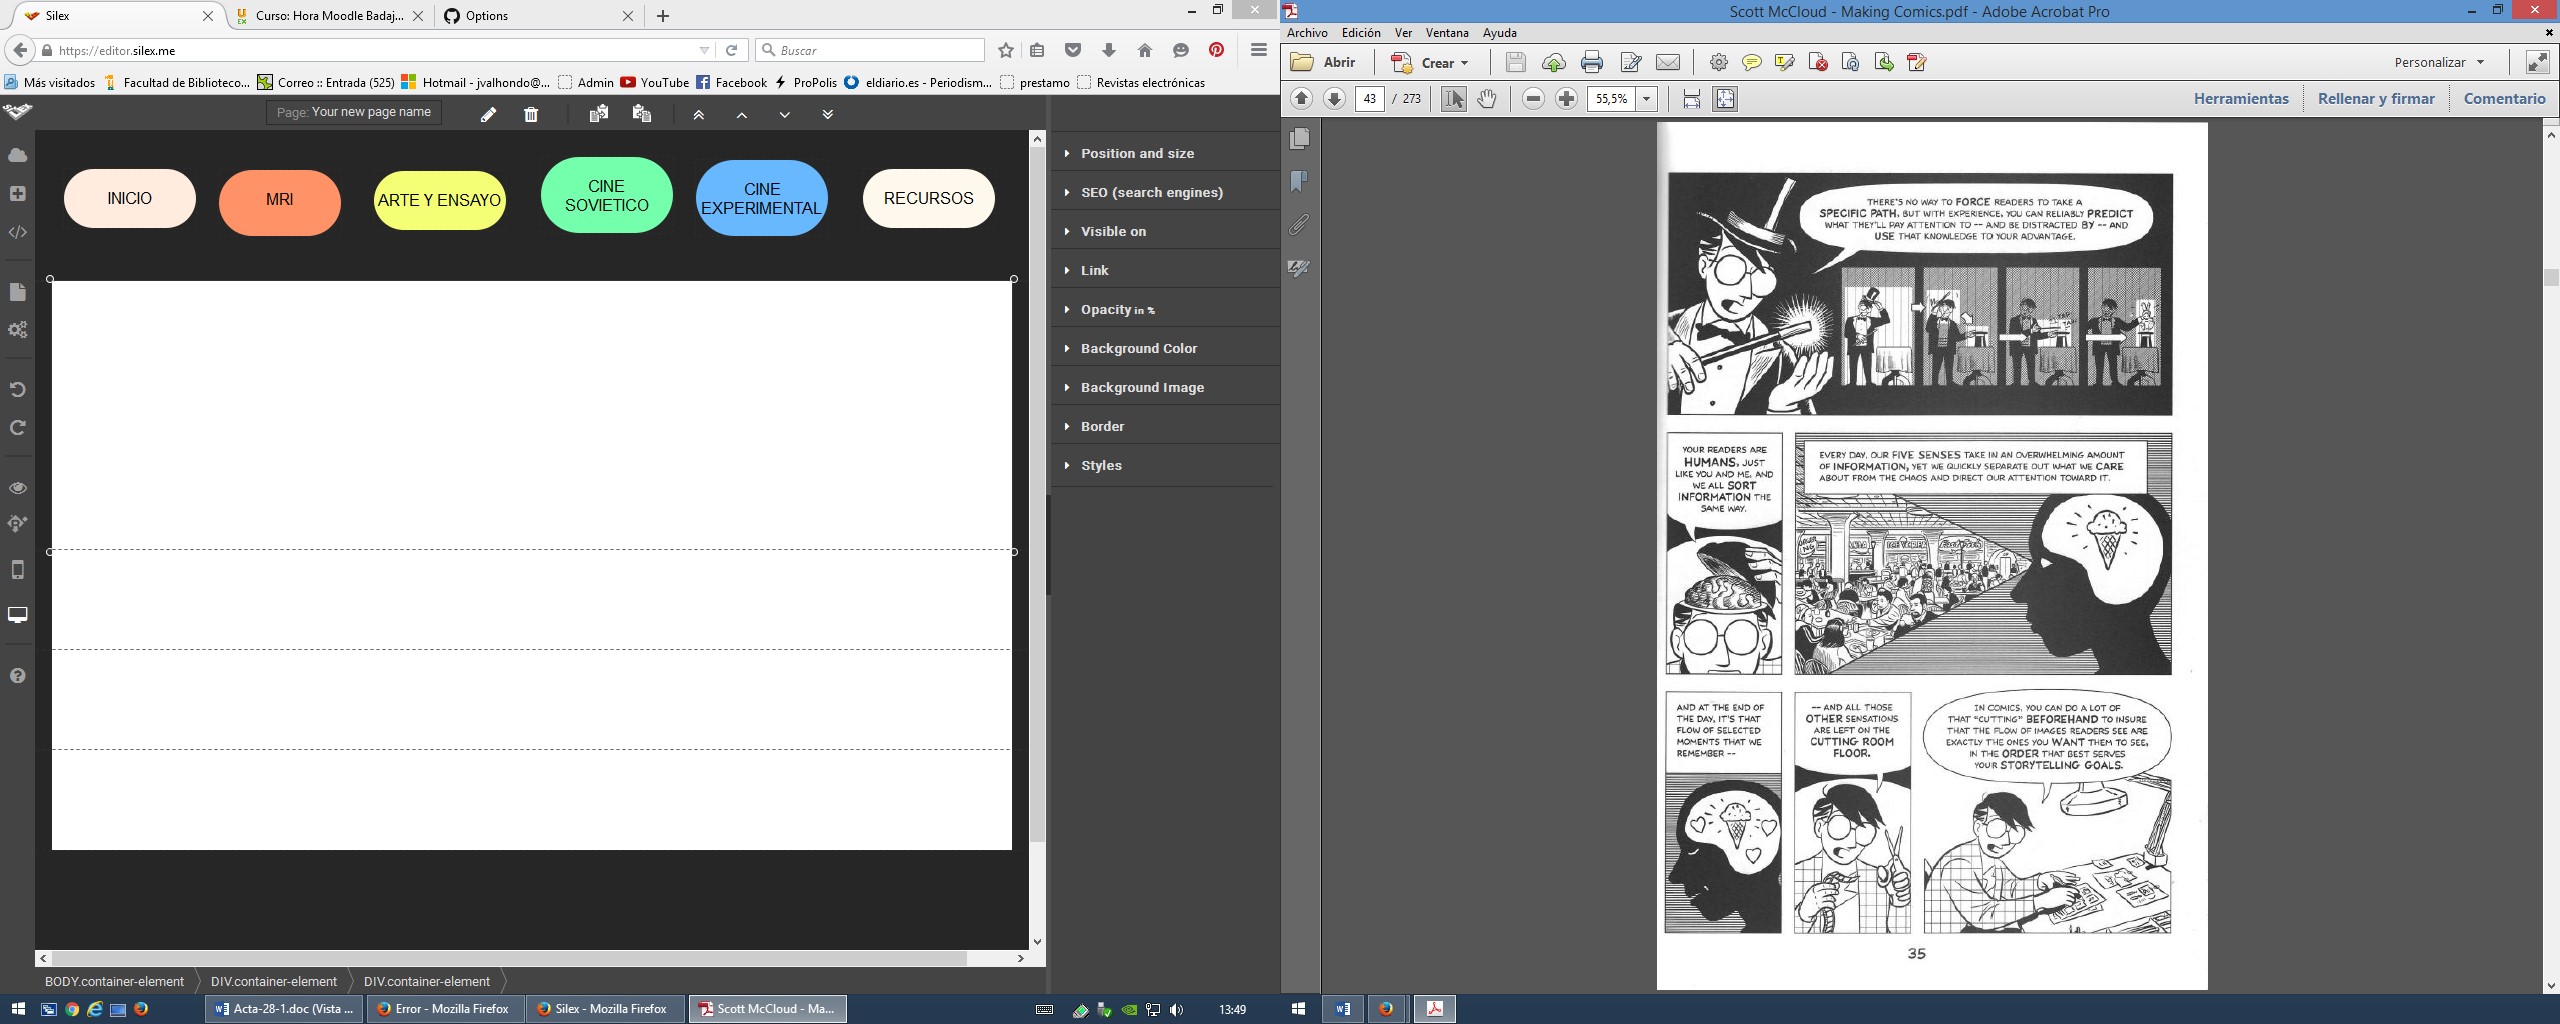 Silex
Curso: Hora Moodle Badaj...
Options
https://editor.silex.me
Buscar
Más visitados
Facultad de Biblioteco...
Correo :: Entrada (525)
Hotmail - jvalhondo@...
Admin
YouTube
Facebook
ProPolis
eldiario.es - Periodism...
prestamo
Revistas electrónicas
Page: Your new page name
INICIO
MRI
ARTE Y ENSAYO
CINE
SOVIETICO
CINE
EXPERIMENTAL
RECURSOS
Position and size
SEO (search engines)
Visible on
Link
Opacity in %
Background Color
Background Image
Border
Styles
BODY.container-element
DIV.container-element
DIV.container-element
Acta-28-1.doc (Vista ...
Error - Mozilla Firefox
Silex - Mozilla Firefox
Scott McCloud - Ma...
13:49
Scott McCloud - Making Comics.pdf - Adobe Acrobat Pro
Archivo Edición Ver Ventana Ayuda
Abrir
Crear
Personalizar
43 / 273
55,5%
Herramientas
Rellenar y firmar
Comentario
THERE'S NO WAY TO FORCE READERS TO TAKE A
SPECIFIC PATH, BUT WITH EXPERIENCE, YOU CAN RELIABLY PREDICT
WHAT THEY'LL PAY ATTENTION TO -- AND BE DISTRACTED BY -- AND
USE THAT KNOWLEDGE TO YOUR ADVANTAGE.
YOUR READERS ARE
HUMANS, JUST
LIKE YOU AND ME, AND
WE ALL SORT
INFORMATION THE
SAME WAY.
EVERY DAY, OUR FIVE SENSES TAKE IN AN OVERWHELMING AMOUNT
OF INFORMATION, YET WE QUICKLY SEPARATE OUT WHAT WE CARE
ABOUT FROM THE CHAOS AND DIRECT OUR ATTENTION TOWARD IT.
AND AT THE END OF
THE DAY, IT'S THAT
FLOW OF SELECTED
MOMENTS THAT WE
REMEMBER --
-- AND ALL THOSE
OTHER SENSATIONS
ARE LEFT ON THE
CUTTING ROOM
FLOOR.
IN COMICS, YOU CAN DO A LOT OF
THAT "CUTTING" BEFOREHAND TO INSURE
THAT THE FLOW OF IMAGES READERS SEE ARE
EXACTLY THE ONES YOU WANT THEM TO SEE,
IN THE ORDER THAT BEST SERVES
YOUR STORYTELLING GOALS.
35